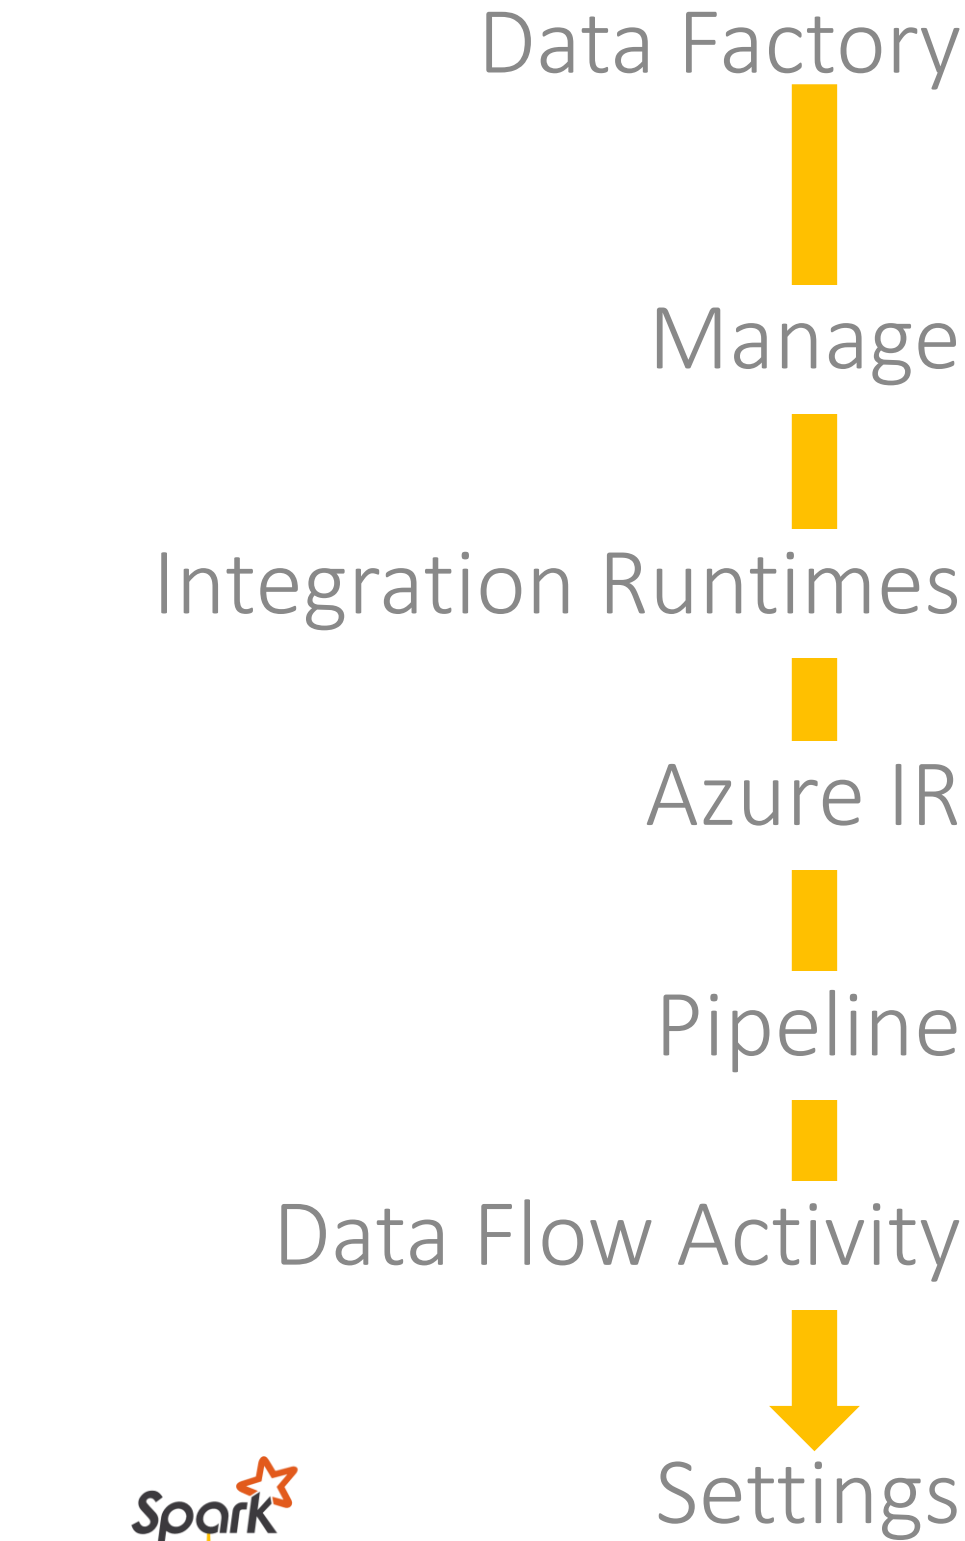 Data Factory
Manage
Integration Runtimes
Azure IR
Pipeline
Data Flow Activity
Settings
Spark